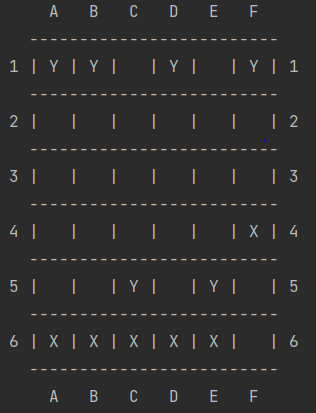 A   B   C   D   E   F
  -------------------------
1 | Y | Y |   | Y |   | Y | 1
  -------------------------
2 |   |   |   |   |   |   | 2
  -------------------------
3 |   |   |   |   |   |   | 3
  -------------------------
4 |   |   |   |   |   | X | 4
  -------------------------
5 |   |   | Y |   | Y |   | 5
  -------------------------
6 | X | X | X | X | X |   | 6
  -------------------------
    A   B   C   D   E   F